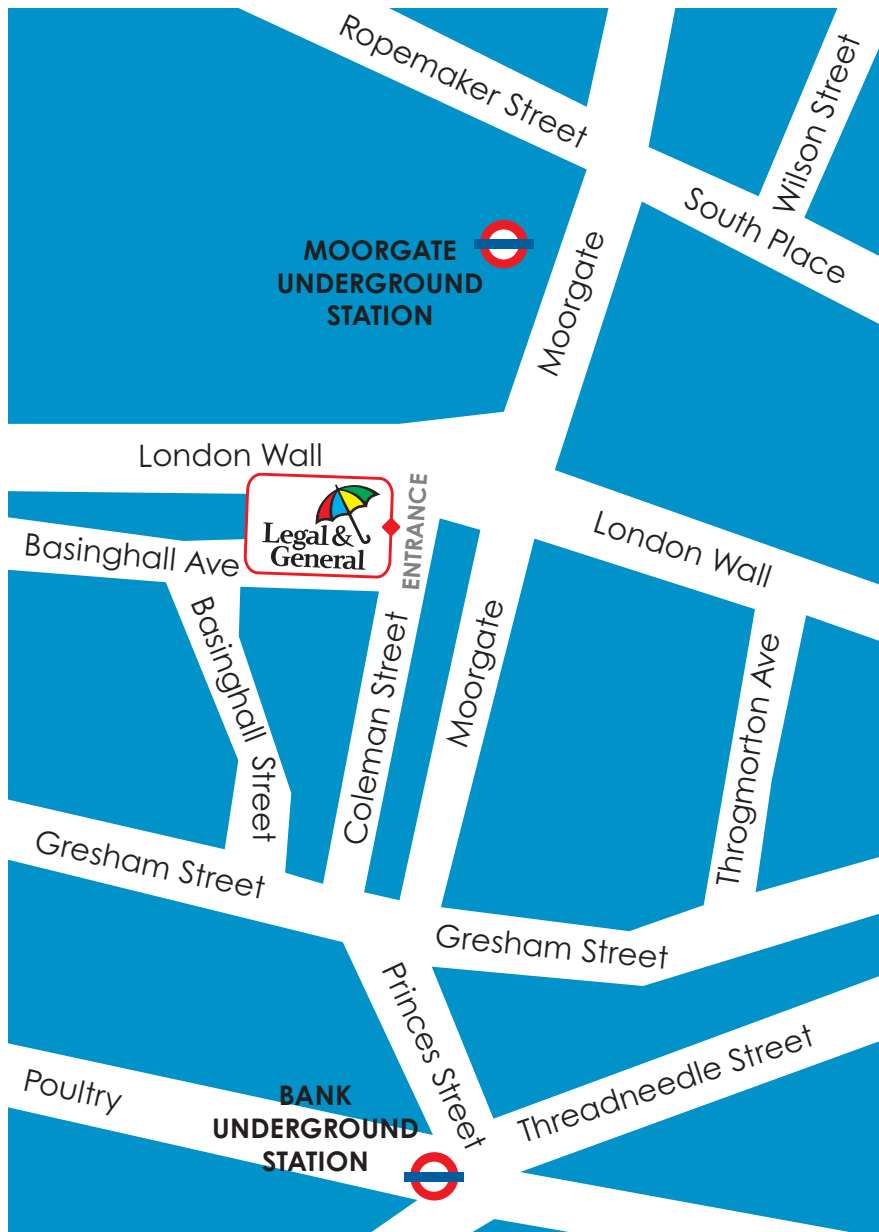 Ropemaker Street
Wilson Street
South Place
MOORGATE
UNDERGROUND
STATION
Moorgate
London Wall
Legal &
General
ENTRANCE
London Wall
Basinghall Ave
Basinghall Street
Coleman Street
Moorgate
Throgmorton Ave
Gresham Street
Gresham Street
Princes Street
Threadneedle Street
Poultry
BANK
UNDERGROUND
STATION